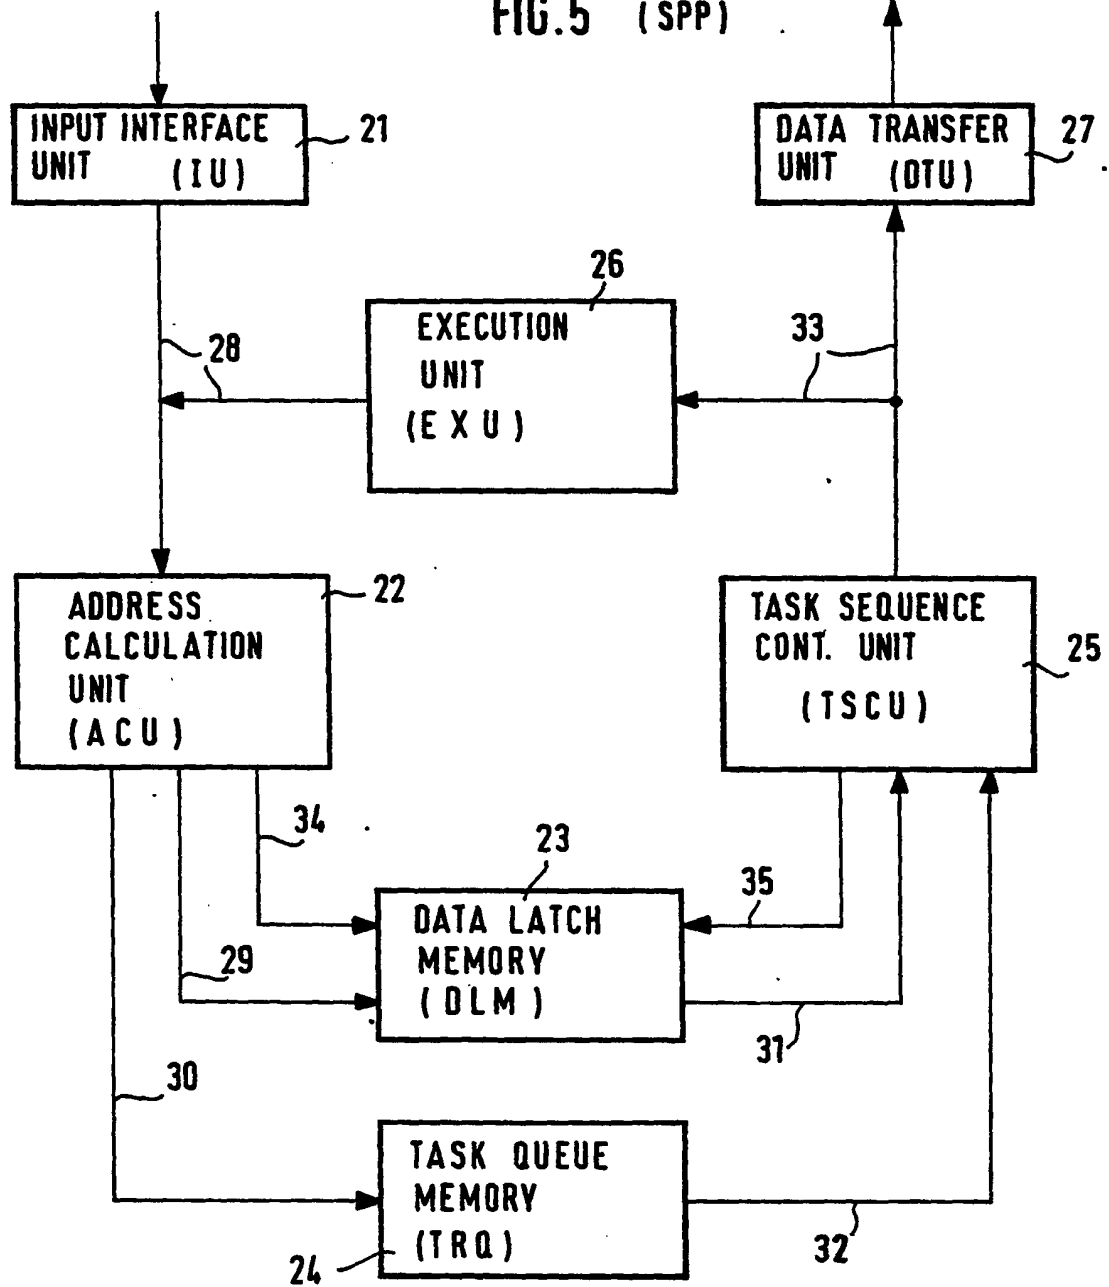 FIG.5 (SPP)
INPUT INTERFACE
UNIT (IU)
21
DATA TRANSFER
UNIT (DTU)
27
26
EXECUTION
UNIT
(EXU)
28
33
ADDRESS
CALCULATION
UNIT
(ACU)
22
TASK SEQUENCE
CONT. UNIT
(TSCU)
25
34
23
35
DATA LATCH
MEMORY
(DLM)
29
31
30
TASK QUEUE
MEMORY
(TRQ)
24
32